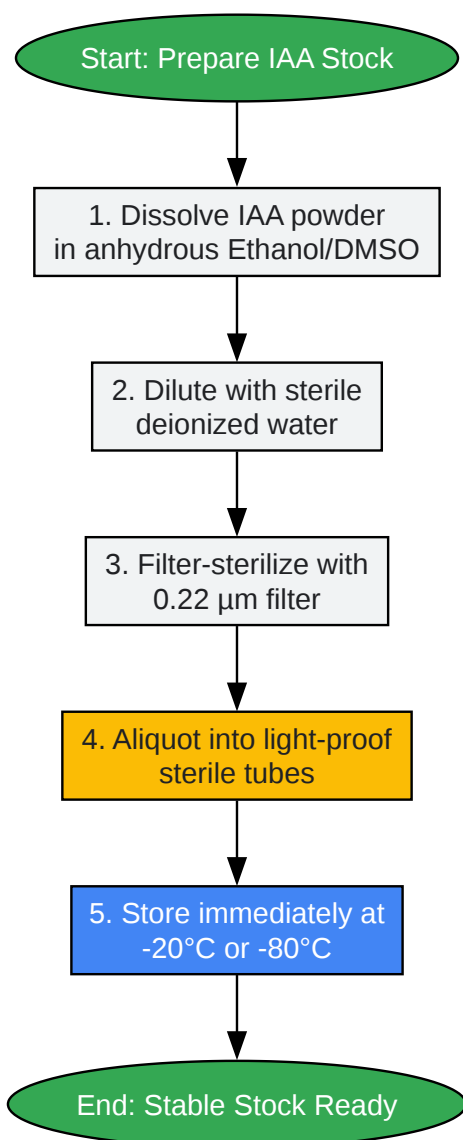 Start: Prepare IAA Stock
1. Dissolve IAA powder
in anhydrous Ethanol/DMSO
2. Dilute with sterile
deionized water
3. Filter-sterilize with
0.22 µm filter
4. Aliquot into light-proof
sterile tubes
5. Store immediately at
-20°C or -80°C
End: Stable Stock Ready